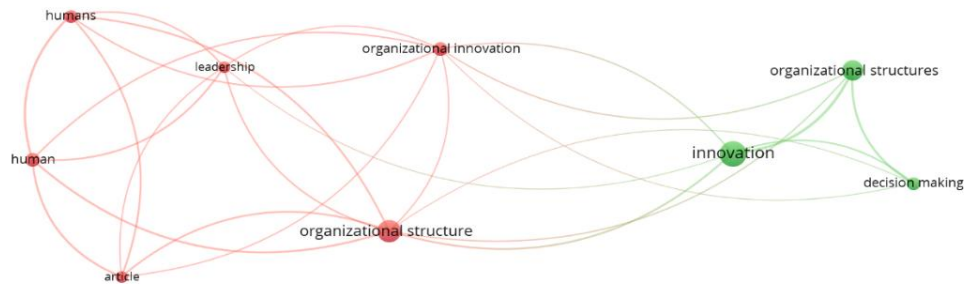 humans
leadership
organizational innovation
organizational structures
human
innovation
decision making
organizational structure
article